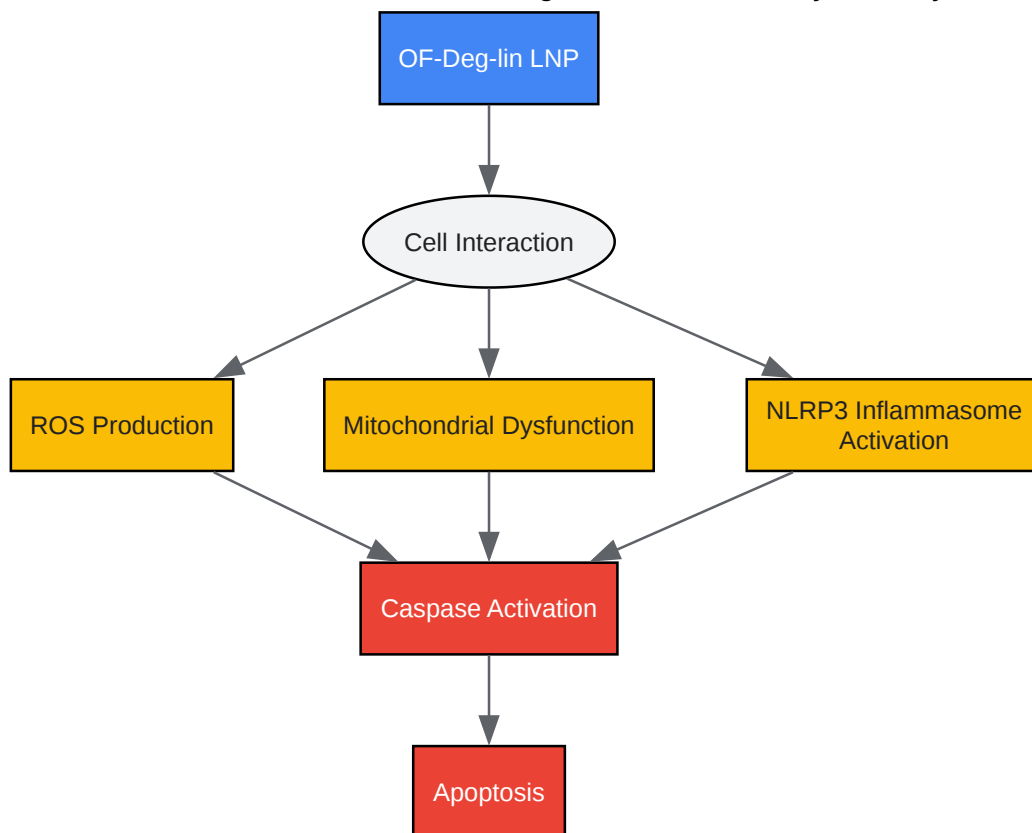 OF-Deg-lin LNP
Cell Interaction
ROS Production
Mitochondrial Dysfunction
NLRP3 Inflammasome
Activation
Caspase Activation
Apoptosis